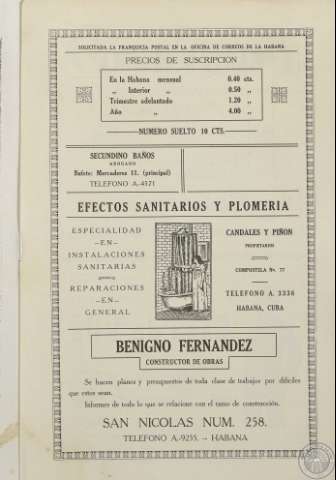 SOLICITADA LA FRANQUICIA POSTAL EN LA OFICINA DE CORREOS DE LA HABANA
PRECIOS DE SUSCRIPCION
En la Habana mensual 0.40 cts.
„ Interior „ 0.50 „
Trimestre adelantado 1.20 „
Año „ 4.00 „
NUMERO SUELTO 10 CTS.
SECUNDINO BAÑOS
ABOGADO
Bufete: Mercaderes 11. (principal)
TELEFONO A.-4171
EFECTOS SANITARIOS Y PLOMERIA
ESPECIALIDAD
—EN—
INSTALACIONES
SANITARIAS
REPARACIONES
—EN—
GENERAL
CANDALES Y PIÑON
PROPIETARIOS
COMPOSTELA No. 77
TELEFONO A. 3336
HABANA, CUBA
BENIGNO FERNANDEZ
CONSTRUCTOR DE OBRAS
Se hacen planos y presupuestos de toda clase de trabajos por dificiles
que estos sean.
Informes de todo lo que se relacione con el ramo de construcción.
SAN NICOLAS NUM. 258.
TELEFONO A.-9255. — HABANA